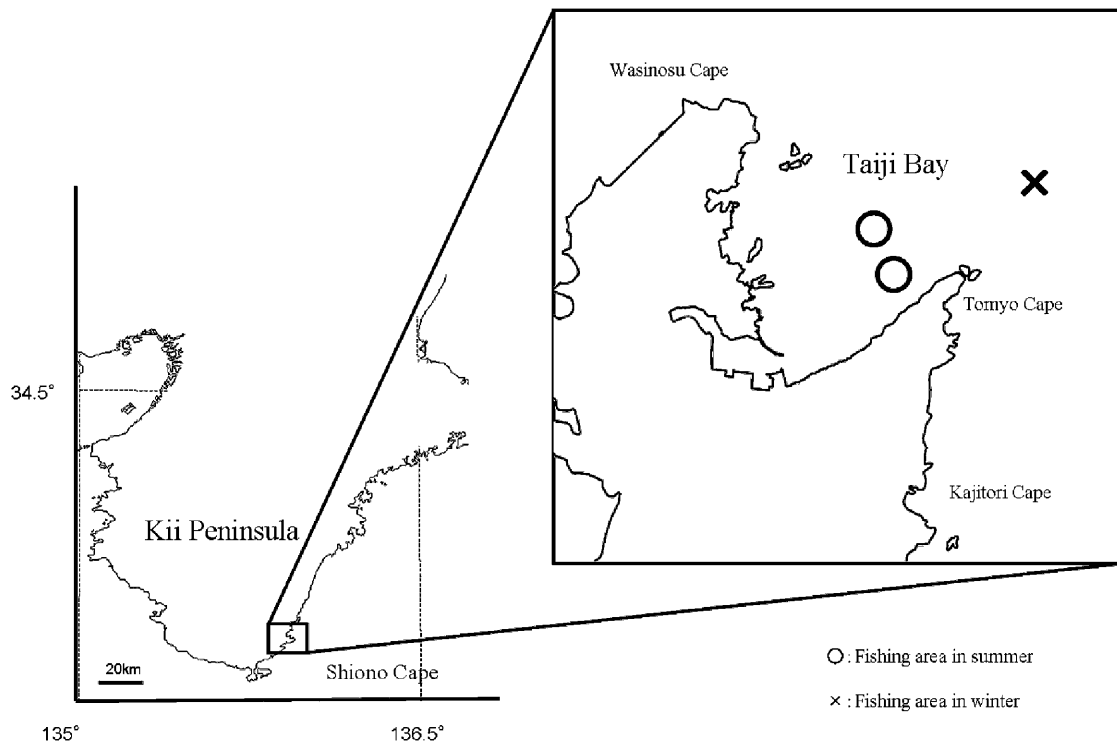 Wasinosu Cape
Taiji Bay
Tomyo Cape
Kajitori Cape
34.5°
Kii Peninsula
20km
Shiono Cape
135°
136.5°
○ : Fishing area in summer
× : Fishing area in winter